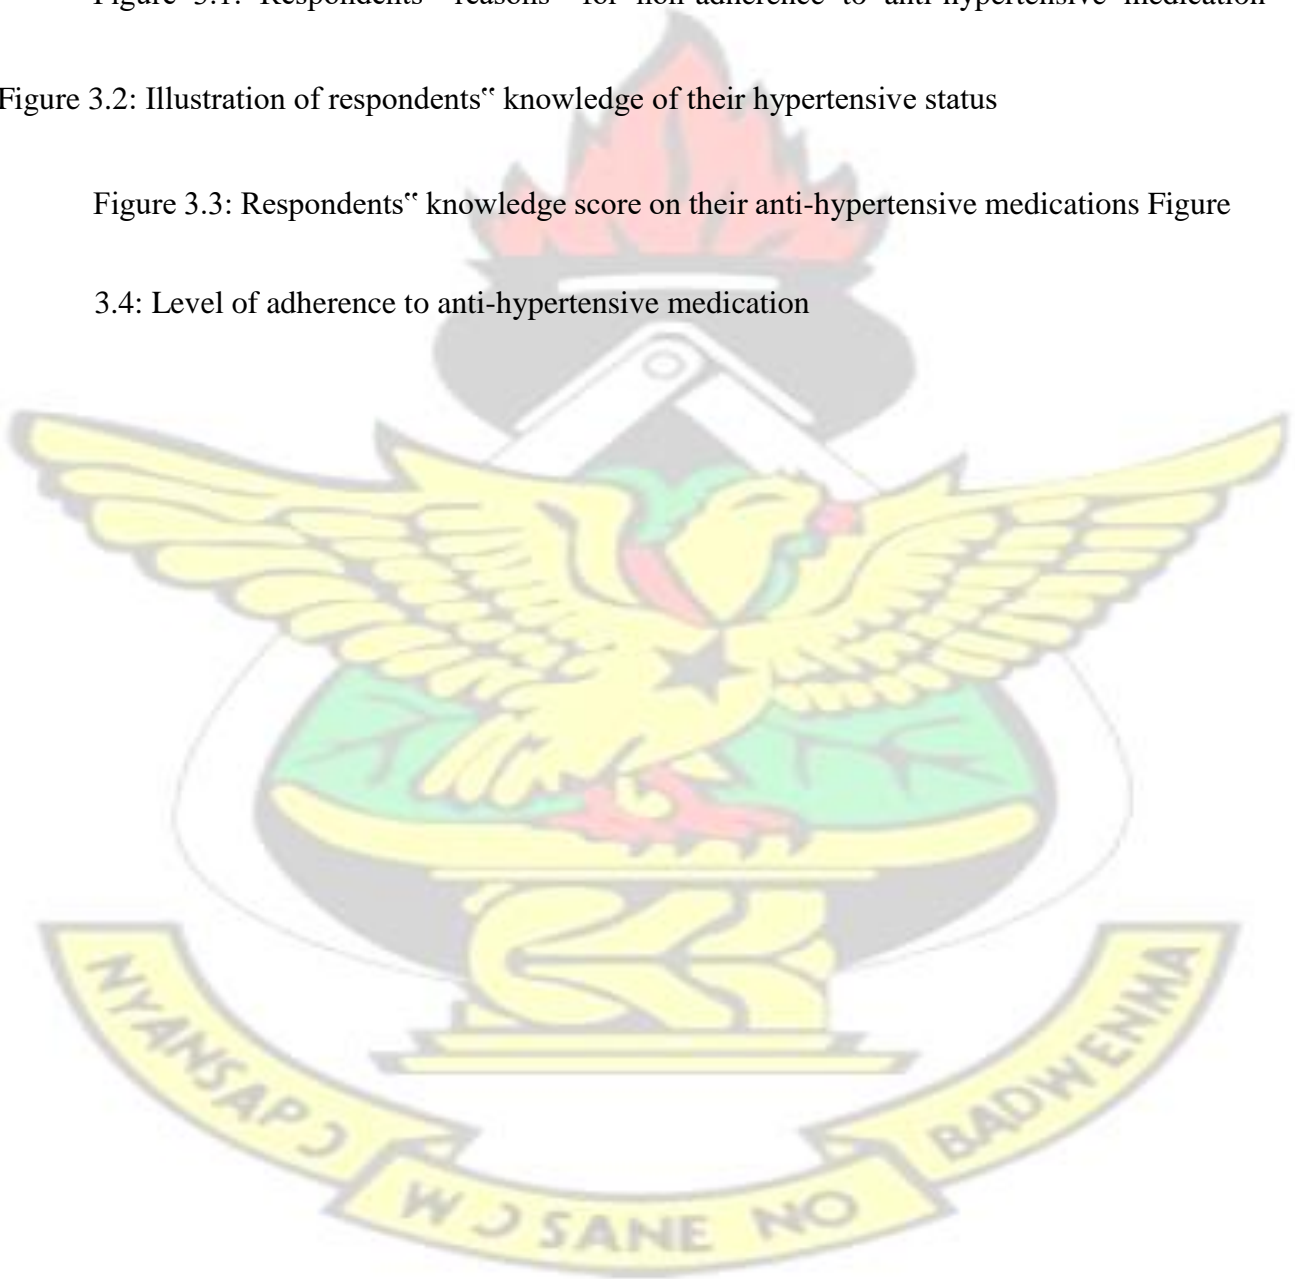 Figure 3.1: Respondents“ reasons“ for non-adherence to anti-hypertensive medication
Figure 3.2: Illustration of respondents“ knowledge of their hypertensive status
Figure 3.3: Respondents“ knowledge score on their anti-hypertensive medications Figure
3.4: Level of adherence to anti-hypertensive medication
NYANSAPƆ
WƆ SANE NO
BADWENMA